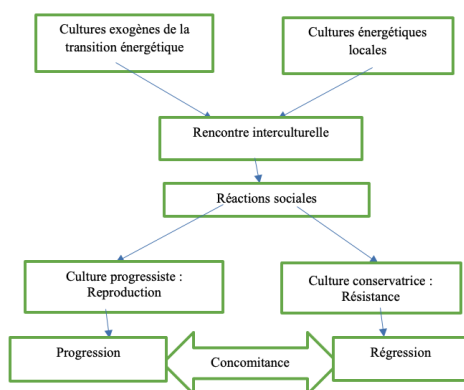 Cultures exogènes de la
transition énergétique
Cultures énergétiques
locales
Rencontre interculturelle
Réactions sociales
Culture progressiste :
Reproduction
Culture conservatrice :
Résistance
Progression
Concomitance
Régression